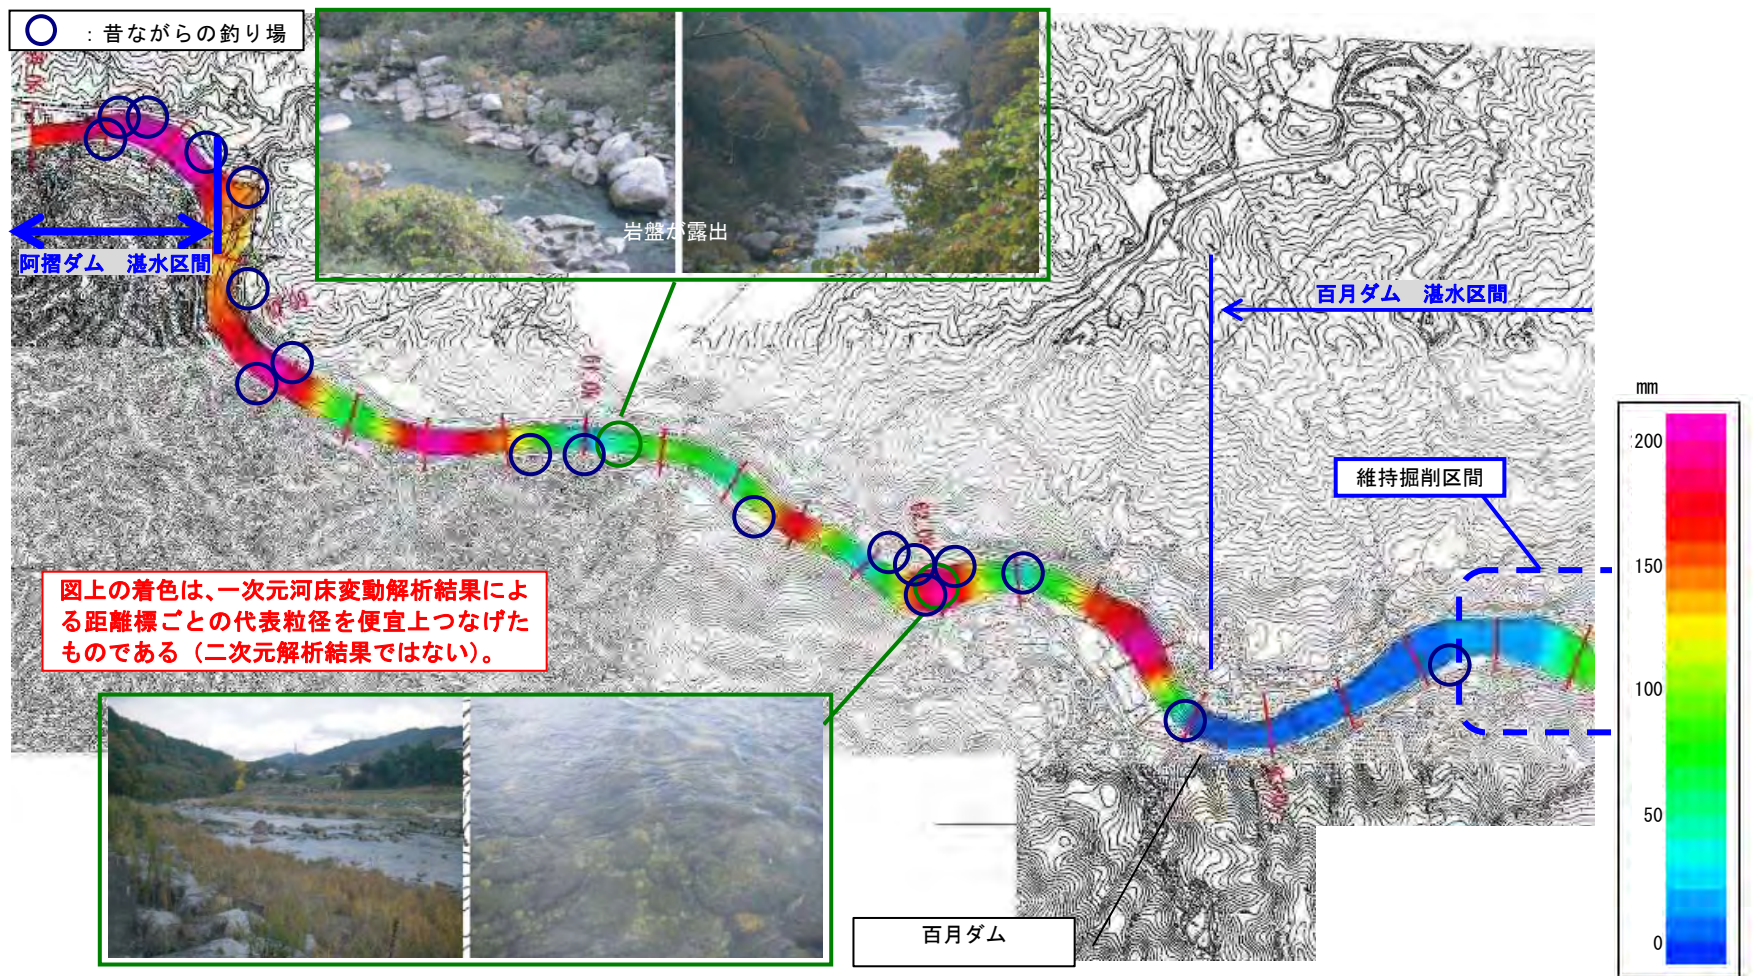 ：昔ながらの釣り場
岩盤が露出
阿摺ダム　湛水区間
百月ダム　湛水区間
NO.61
mm
200
150
100
50
0
維持掘削区間
NO.62
図上の着色は、一次元河床変動解析結果によ
る距離標ごとの代表粒径を便宜上つなげた
ものである（二次元解析結果ではない）。
百月ダム